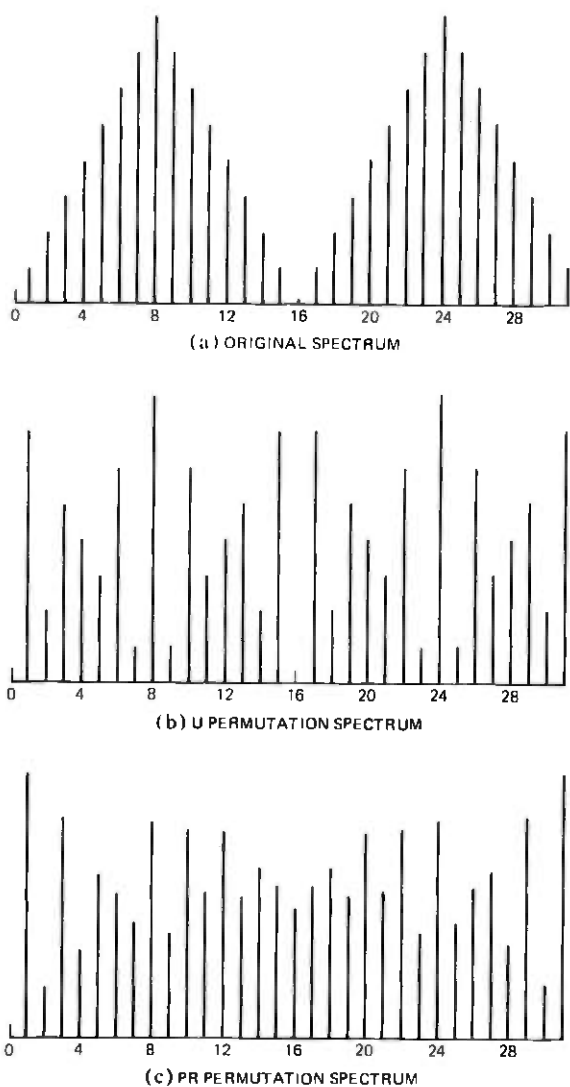 0 4 8 12 16 20 24 28
(a) ORIGINAL SPECTRUM
0 4 8 12 16 20 24 28
(b) U PERMUTATION SPECTRUM
0 4 8 12 16 20 24 28
(c) PR PERMUTATION SPECTRUM